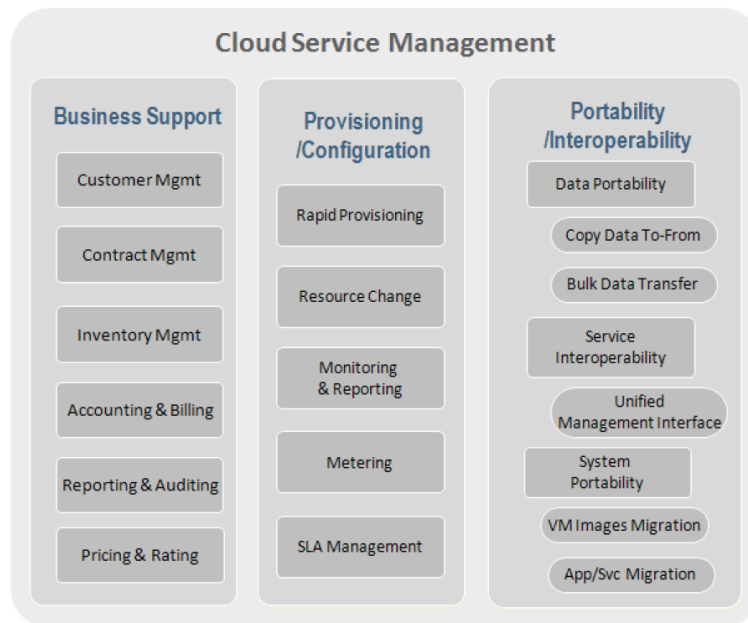 Cloud Service Management
Business Support
Customer Mgmt
Contract Mgmt
Inventory Mgmt
Accounting & Billing
Reporting & Auditing
Pricing & Rating
Provisioning
/Configuration
Rapid Provisioning
Resource Change
Monitoring
& Reporting
Metering
SLA Management
Portability
/Interoperability
Data Portability
Copy Data To-From
Bulk Data Transfer
Service
Interoperability
Unified
Management Interface
System
Portability
VM Images Migration
App/Svc Migration